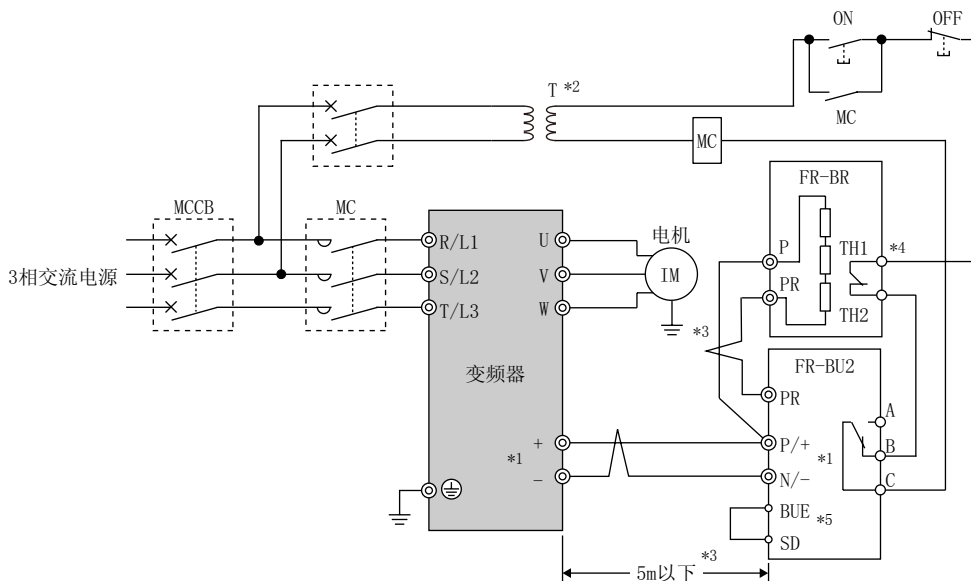 ON
OFF
T *2
MC
MC
FR-BR
MCCB
MC
P
TH1
*4
PR
TH2
3相交流电源
R/L1
S/L2
T/L3
U
V
W
电机
IM
*3
变频器
FR-BU2
PR
A
+
*1
-
P/+
*1
B
N/-
C
BUE
*5
SD
5m以下
*3